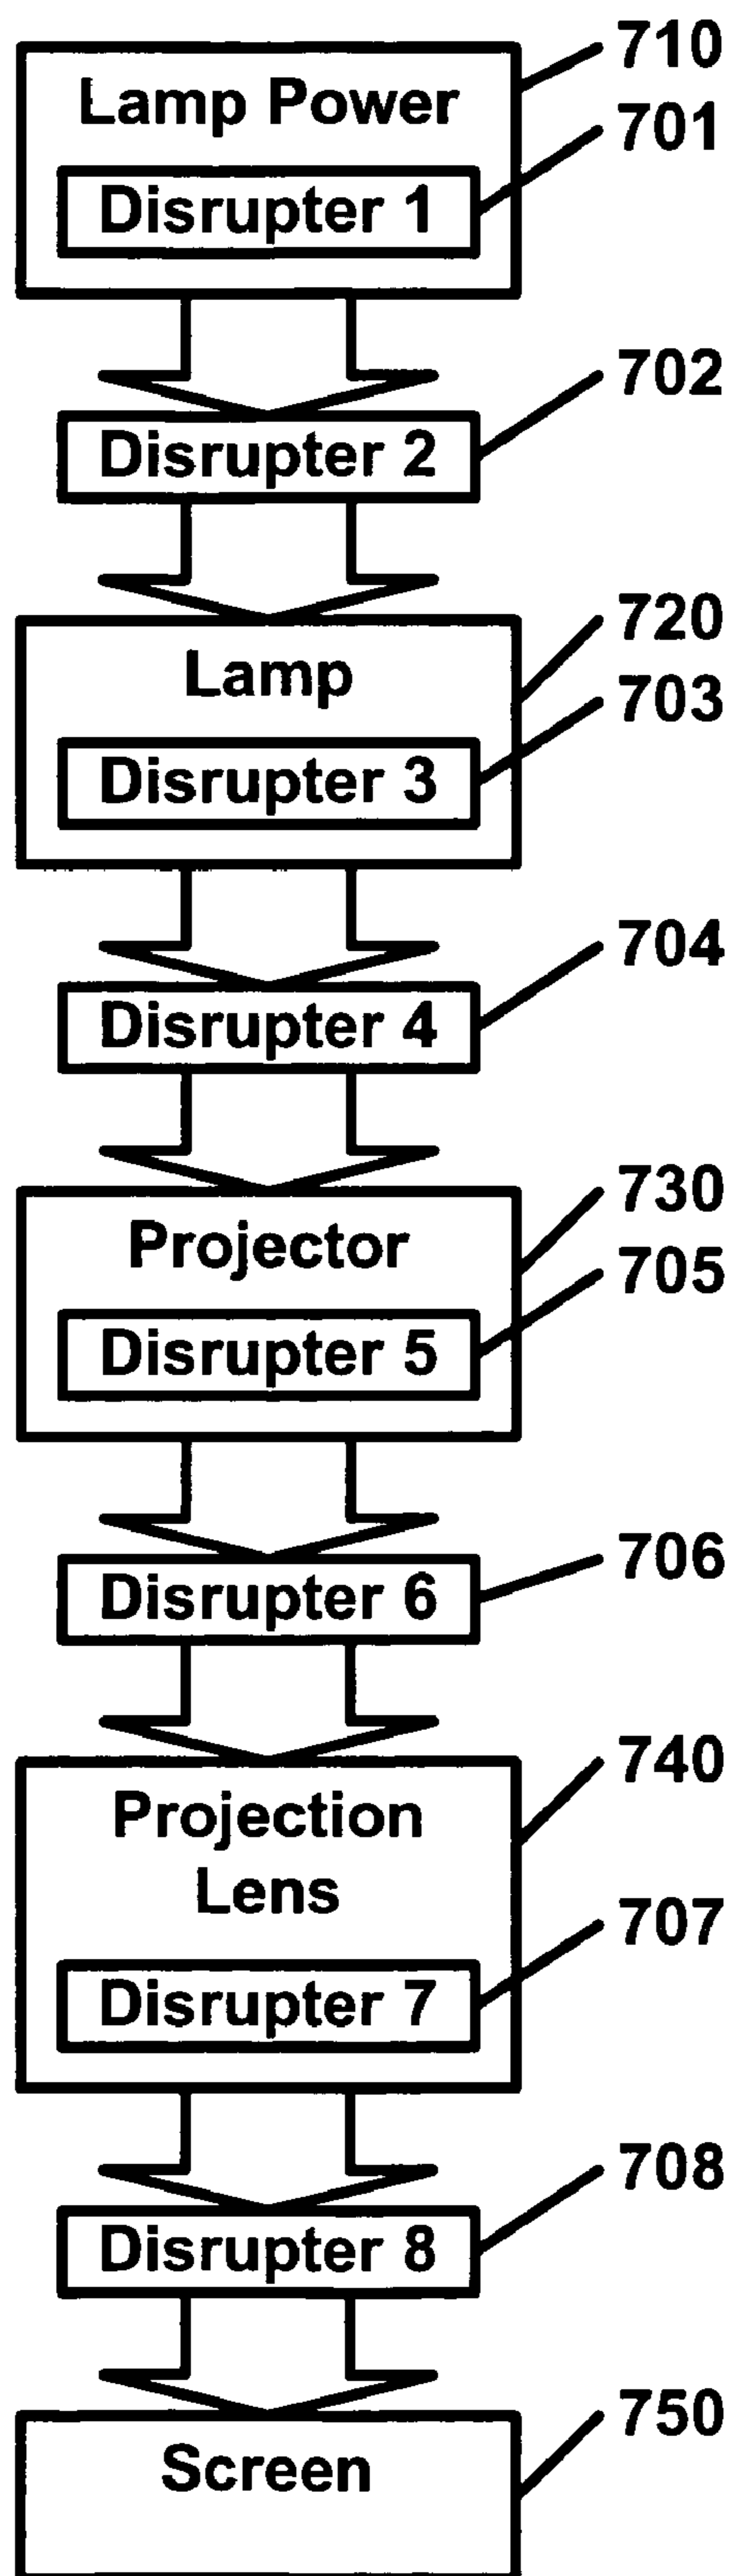 710
Lamp Power
701
Disrupter 1
702
Disrupter 2
720
Lamp
703
Disrupter 3
704
Disrupter 4
730
Projector
705
Disrupter 5
706
Disrupter 6
740
Projection
Lens
707
Disrupter 7
708
Disrupter 8
750
Screen